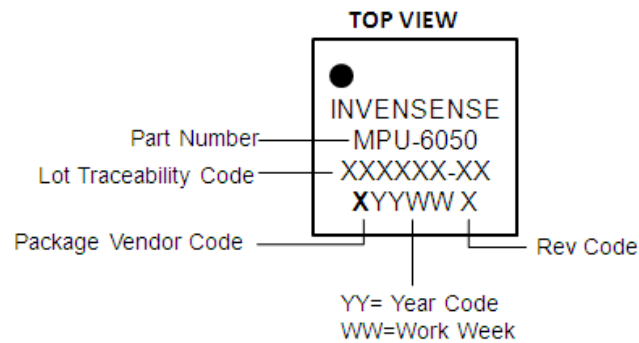 TOP VIEW
INVENSENSE
Part Number
MPU-6050
Lot Traceability Code
XXXXXX-XX
XYYWW X
Package Vendor Code
Rev Code
YY= Year Code
WW=Work Week